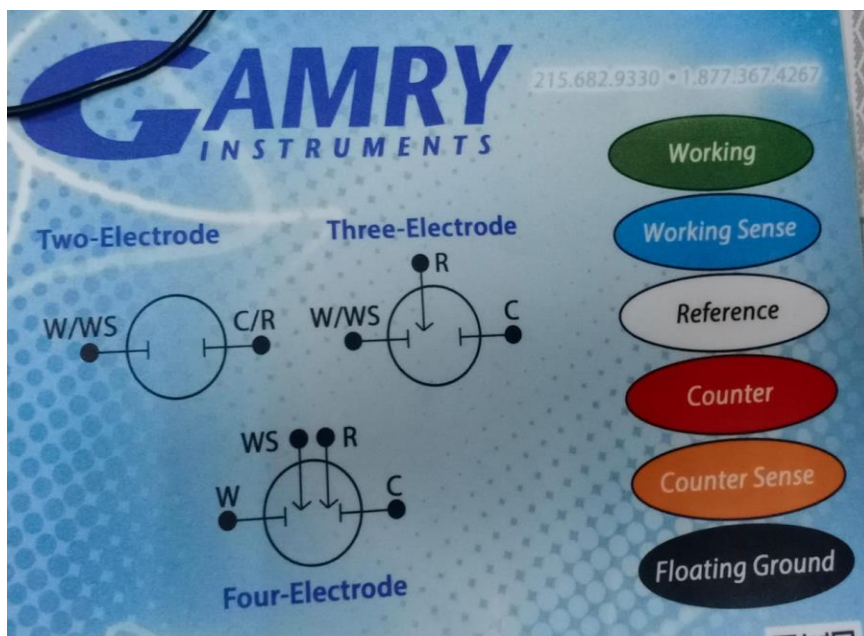 GAMRY
INSTRUMENTS
215.682.9330 • 1.877.367.4267
Two-Electrode
W/WS
C/R
Three-Electrode
R
W/WS
C
WS
R
W
C
Four-Electrode
Working
Working Sense
Reference
Counter
Counter Sense
Floating Ground